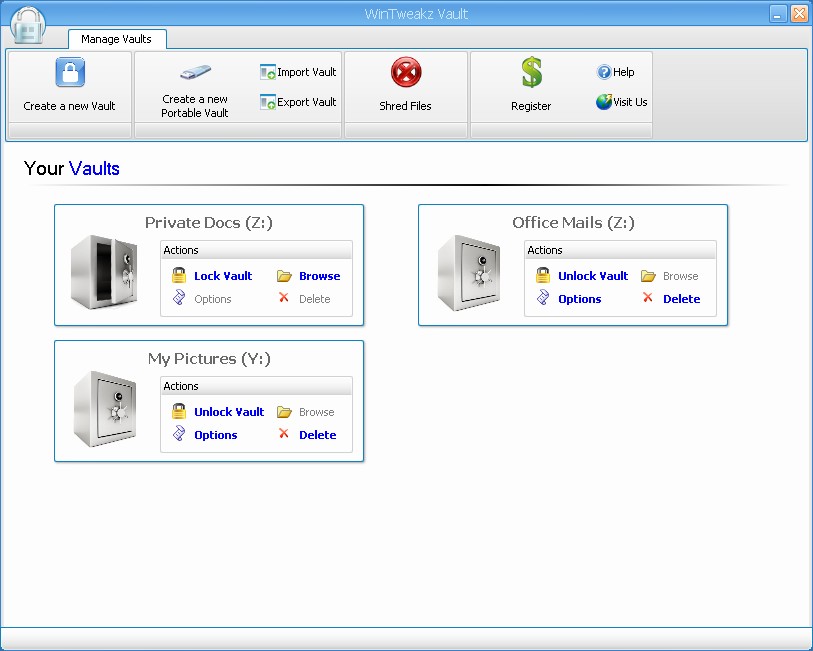 WinTweakz Vault
Manage Vaults
Create a new Vault
Create a new
Portable Vault
Import Vault
Export Vault
Shred Files
Register
Help
Visit Us
Your Vaults
Private Docs (Z:)
Actions
Lock Vault Browse
Options Delete
Office Mails (Z:)
Actions
Unlock Vault Browse
Options Delete
My Pictures (Y:)
Actions
Unlock Vault Browse
Options Delete